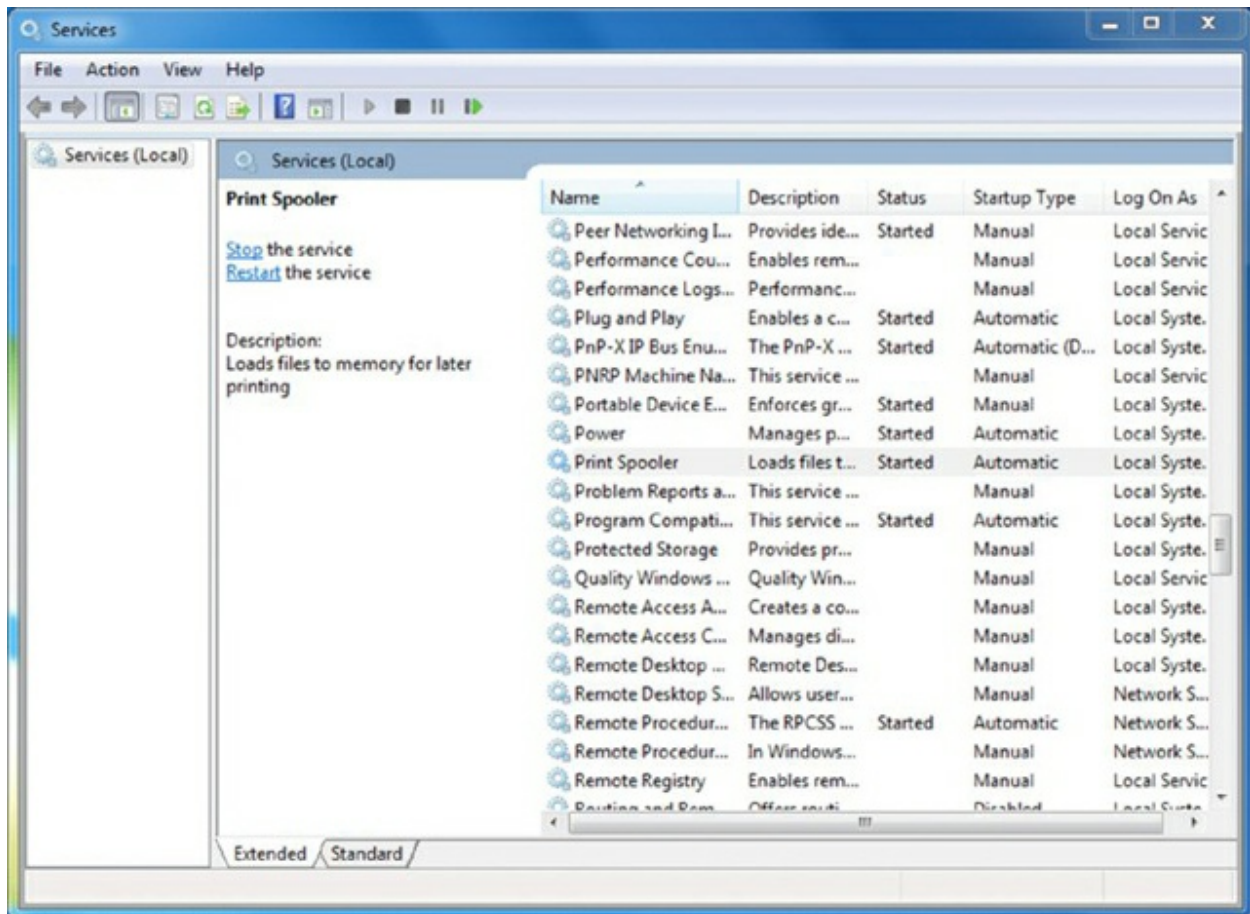 Services
File Action View Help
Services (Local)
Services (Local)
Print Spooler
Stop the service
Restart the service
Description:
Loads files to memory for later
printing
Name Description Status Startup Type Log On As
Peer Networking I... Provides ide... Started Manual Local Servic
Performance Cou... Enables rem... Manual Local Servic
Performance Logs... Performanc... Manual Local Servic
Plug and Play Enables a c... Started Automatic Local Syste.
PnP-X IP Bus Enu... The PnP-X ... Started Automatic (D... Local Syste.
PNRP Machine Na... This service ... Manual Local Servic
Portable Device E... Enforces gr... Started Manual Local Syste.
Power Manages p... Started Automatic Local Syste.
Print Spooler Loads files t... Started Automatic Local Syste.
Problem Reports a... This service ... Manual Local Syste.
Program Compati... This service ... Started Automatic Local Syste.
Protected Storage Provides pr... Manual Local Syste.
Quality Windows ... Quality Win... Manual Local Servic
Remote Access A... Creates a co... Manual Local Syste.
Remote Access C... Manages di... Manual Local Syste.
Remote Desktop ... Remote Des... Manual Local Syste.
Remote Desktop S... Allows user... Manual Network S...
Remote Procedur... The RPCSS ... Started Automatic Network S...
Remote Procedur... In Windows... Manual Network S...
Remote Registry Enables rem... Manual Local Servic
Routing and Rem... Offers routi... Disabled Local Syste.
Extended Standard